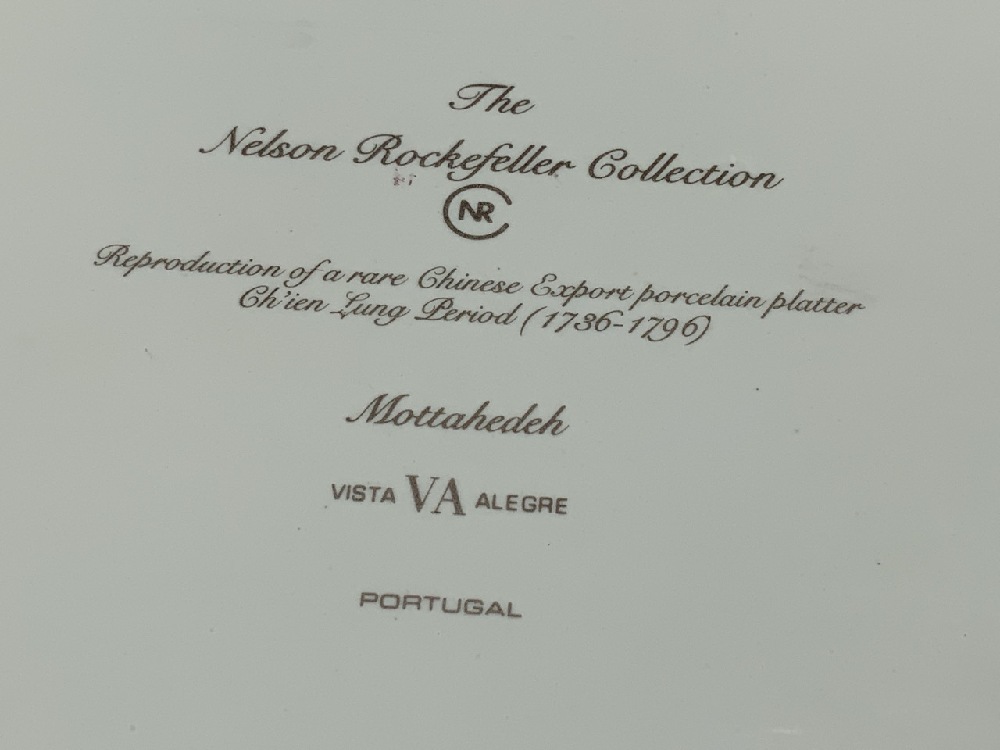 The
Nelson Rockefeller Collection
NR
Reproduction of a rare Chinese Export porcelain platter
Ch'ien Lung Period (1736-1796)
Mottahedeh
VISTA VA ALEGRE
PORTUGAL